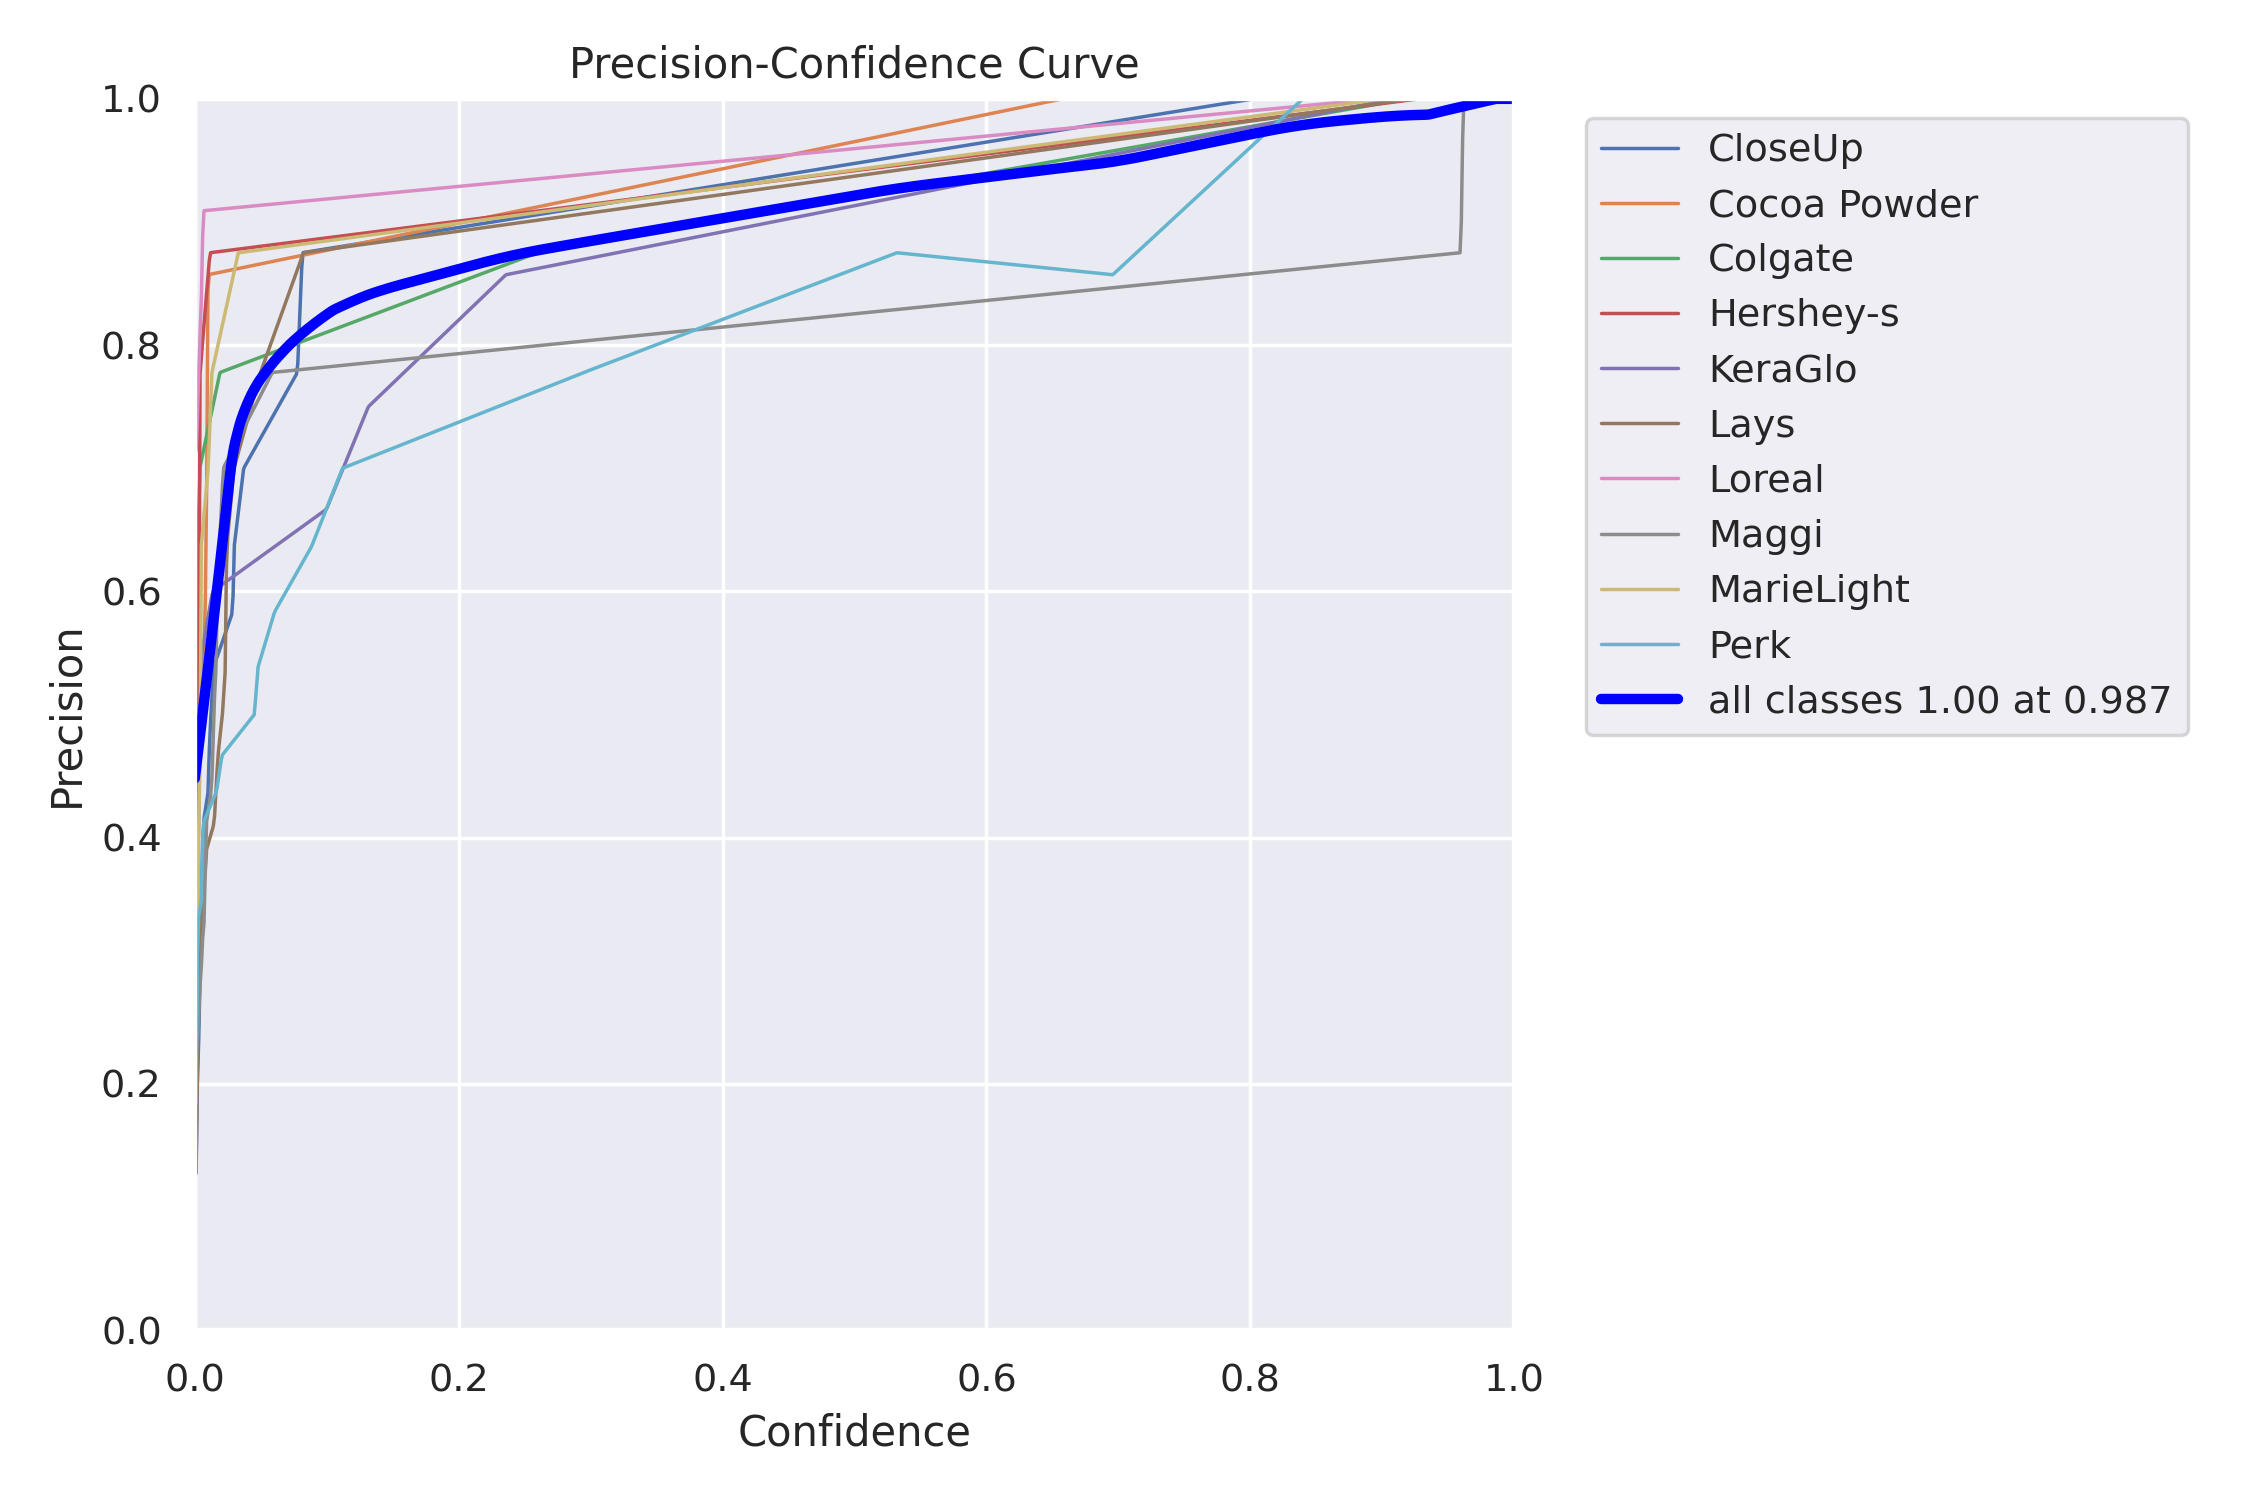 Precision-Confidence Curve
1.0
0.8
0.6
0.4
0.2
0.0
Precision
0.0 0.2 0.4 0.6 0.8 1.0
Confidence
CloseUp
Cocoa Powder
Colgate
Hershey-s
KeraGlo
Lays
Loreal
Maggi
MarieLight
Perk
all classes 1.00 at 0.987